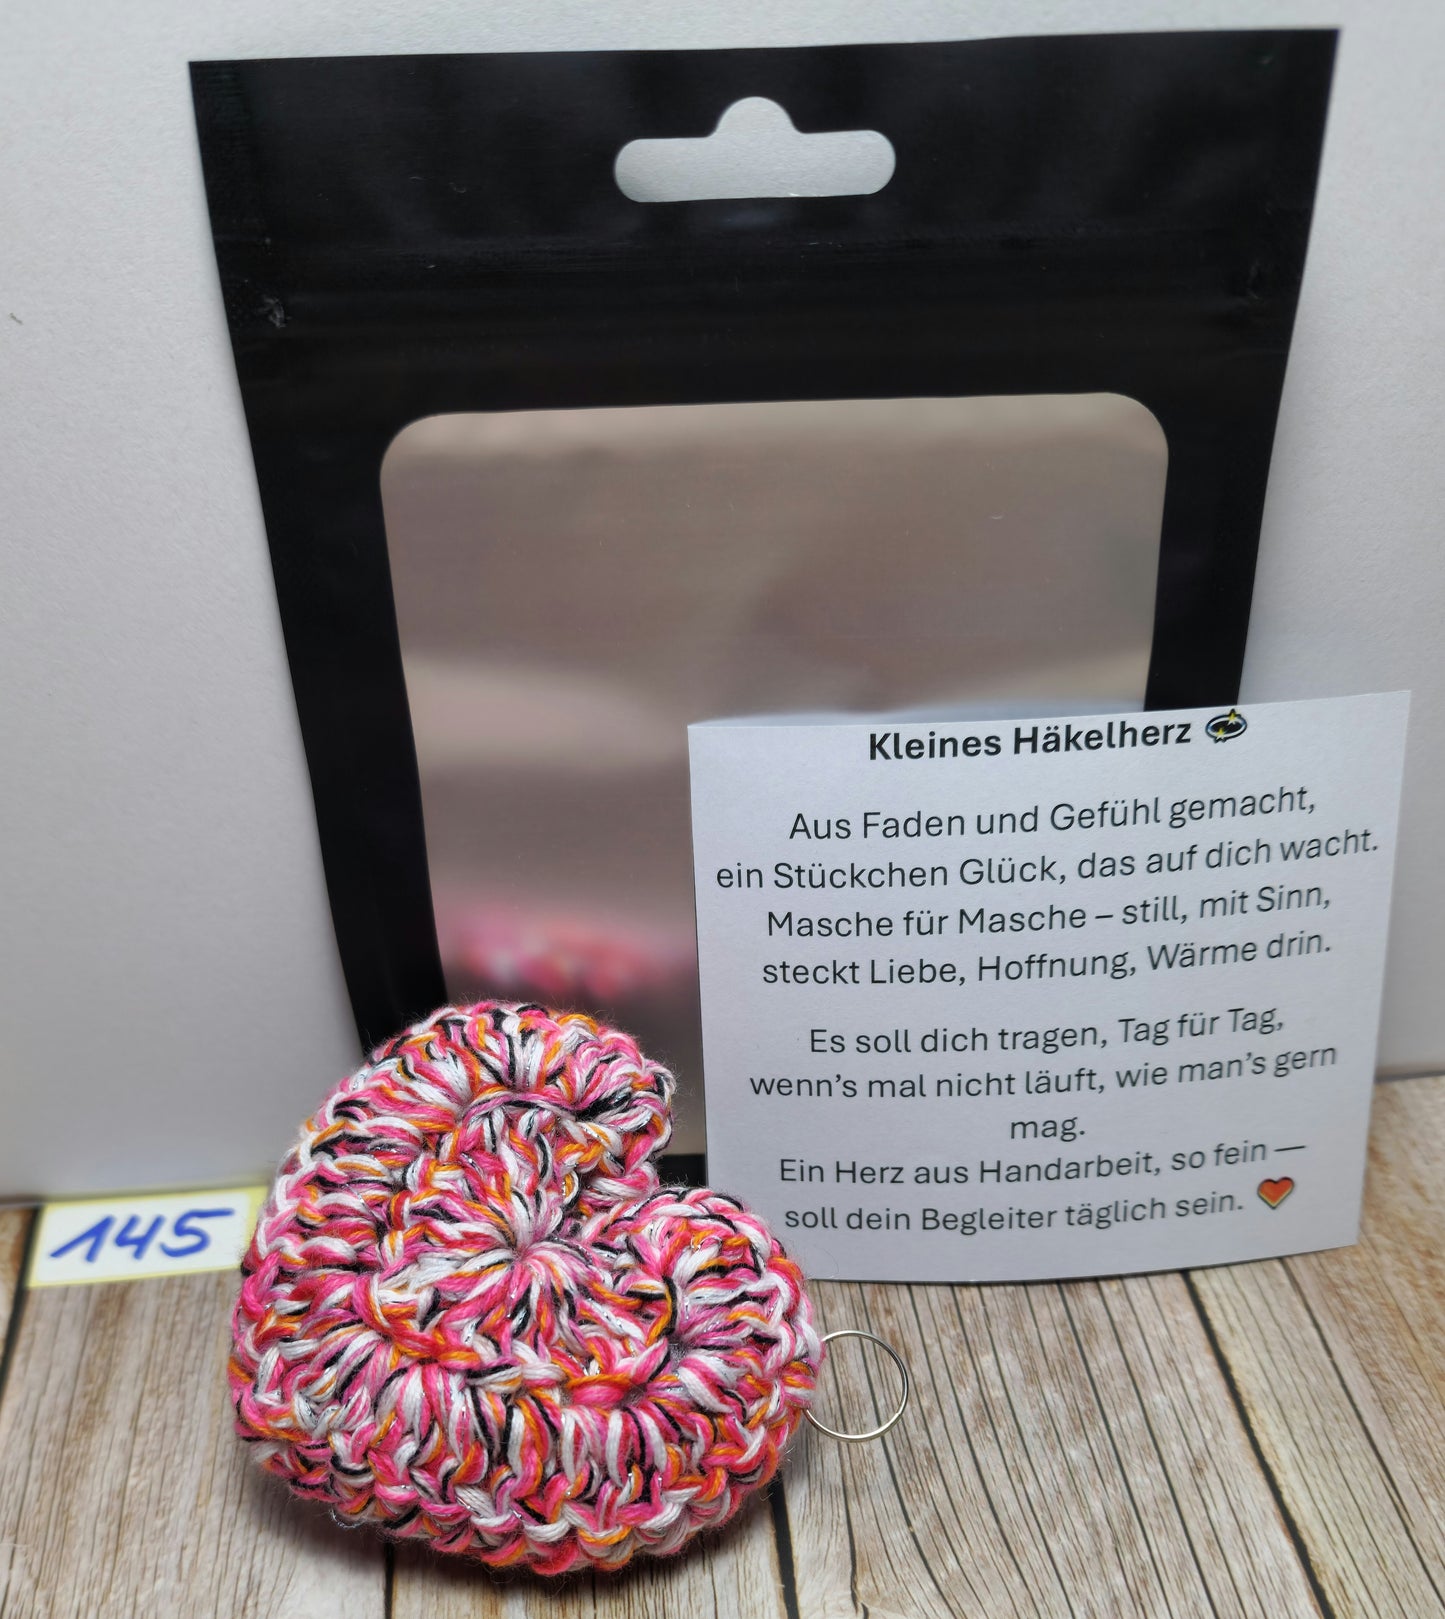 Kleines Häkelherz 💫
Aus Faden und Gefühl gemacht,
ein Stückchen Glück, das auf dich wacht.
Masche für Masche – still, mit Sinn,
steckt Liebe, Hoffnung, Wärme drin.
Es soll dich tragen, Tag für Tag,
wenn’s mal nicht läuft, wie man’s gern
mag.
Ein Herz aus Handarbeit, so fein —
soll dein Begleiter täglich sein. ❤️
145